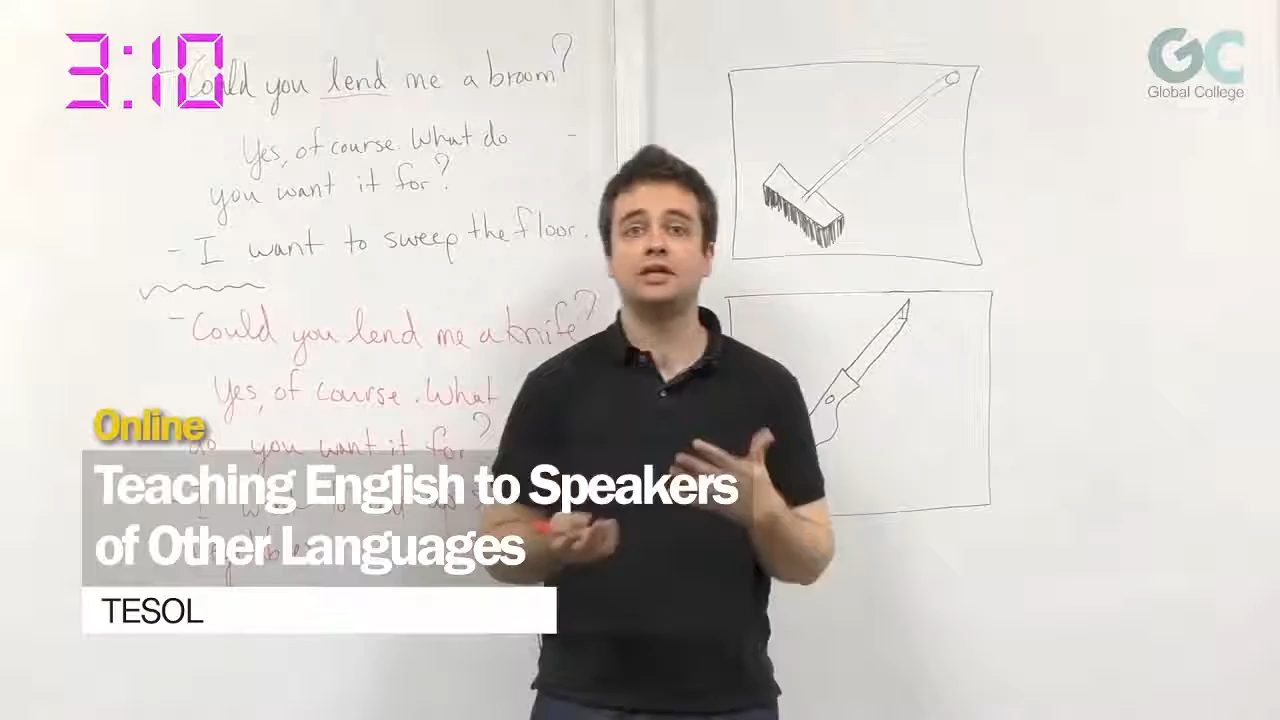 3:10
Could you lend me a broom?
Yes, of course. What do
you want it for?
- I want to sweep the floor.
- Could you lend me a knife?
Yes, of course. What
do you want it for?
GC
Global College
Online
Teaching English to Speakers
of Other Languages
TESOL